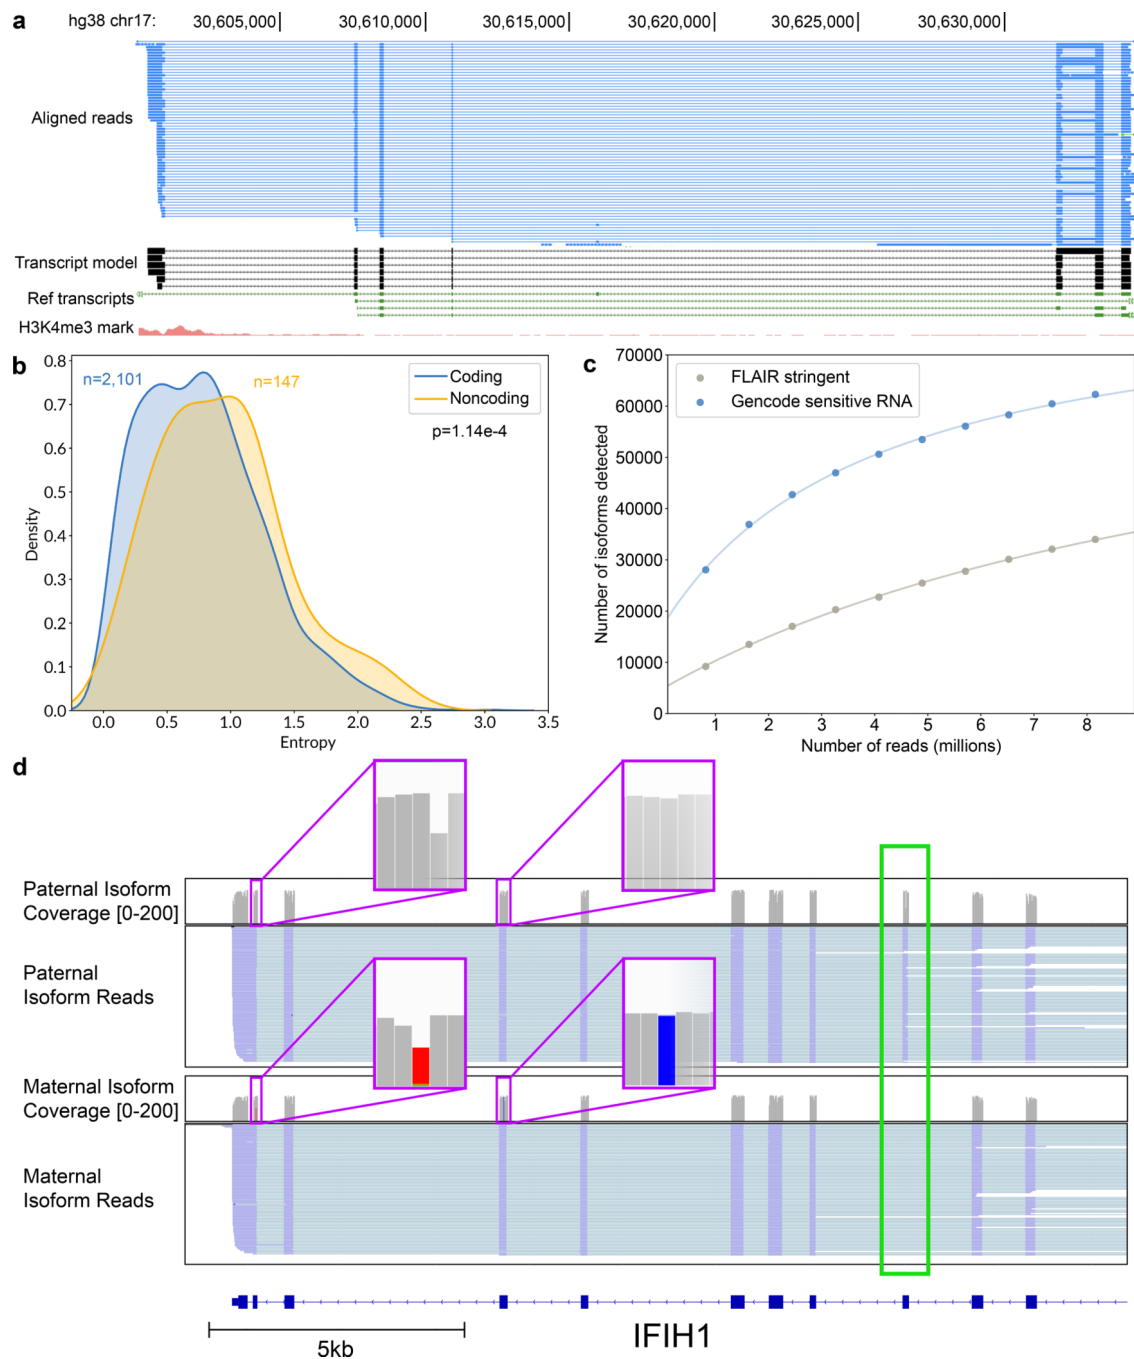 a
hg38 chr17: 30,605,000 30,610,000 30,615,000 30,620,000 30,625,000 30,630,000
Aligned reads
Transcript model
Ref transcripts
H3K4me3 mark
b
0.8
0.7
0.6
0.5
0.4
0.3
0.2
0.1
0.0
Density
n=2,101
n=147
Coding
Noncoding
p=1.14e-4
0.0 0.5 1.0 1.5 2.0 2.5 3.0 3.5
Entropy
c
70000
60000
50000
40000
30000
20000
10000
0
Number of isoforms detected
FLAIR stringent
Gencode sensitive RNA
1 2 3 4 5 6 7 8
Number of reads (millions)
d
Paternal Isoform
Coverage [0-200]
Paternal
Isoform Reads
Maternal Isoform
Coverage [0-200]
Maternal
Isoform Reads
5kb
IFIH1